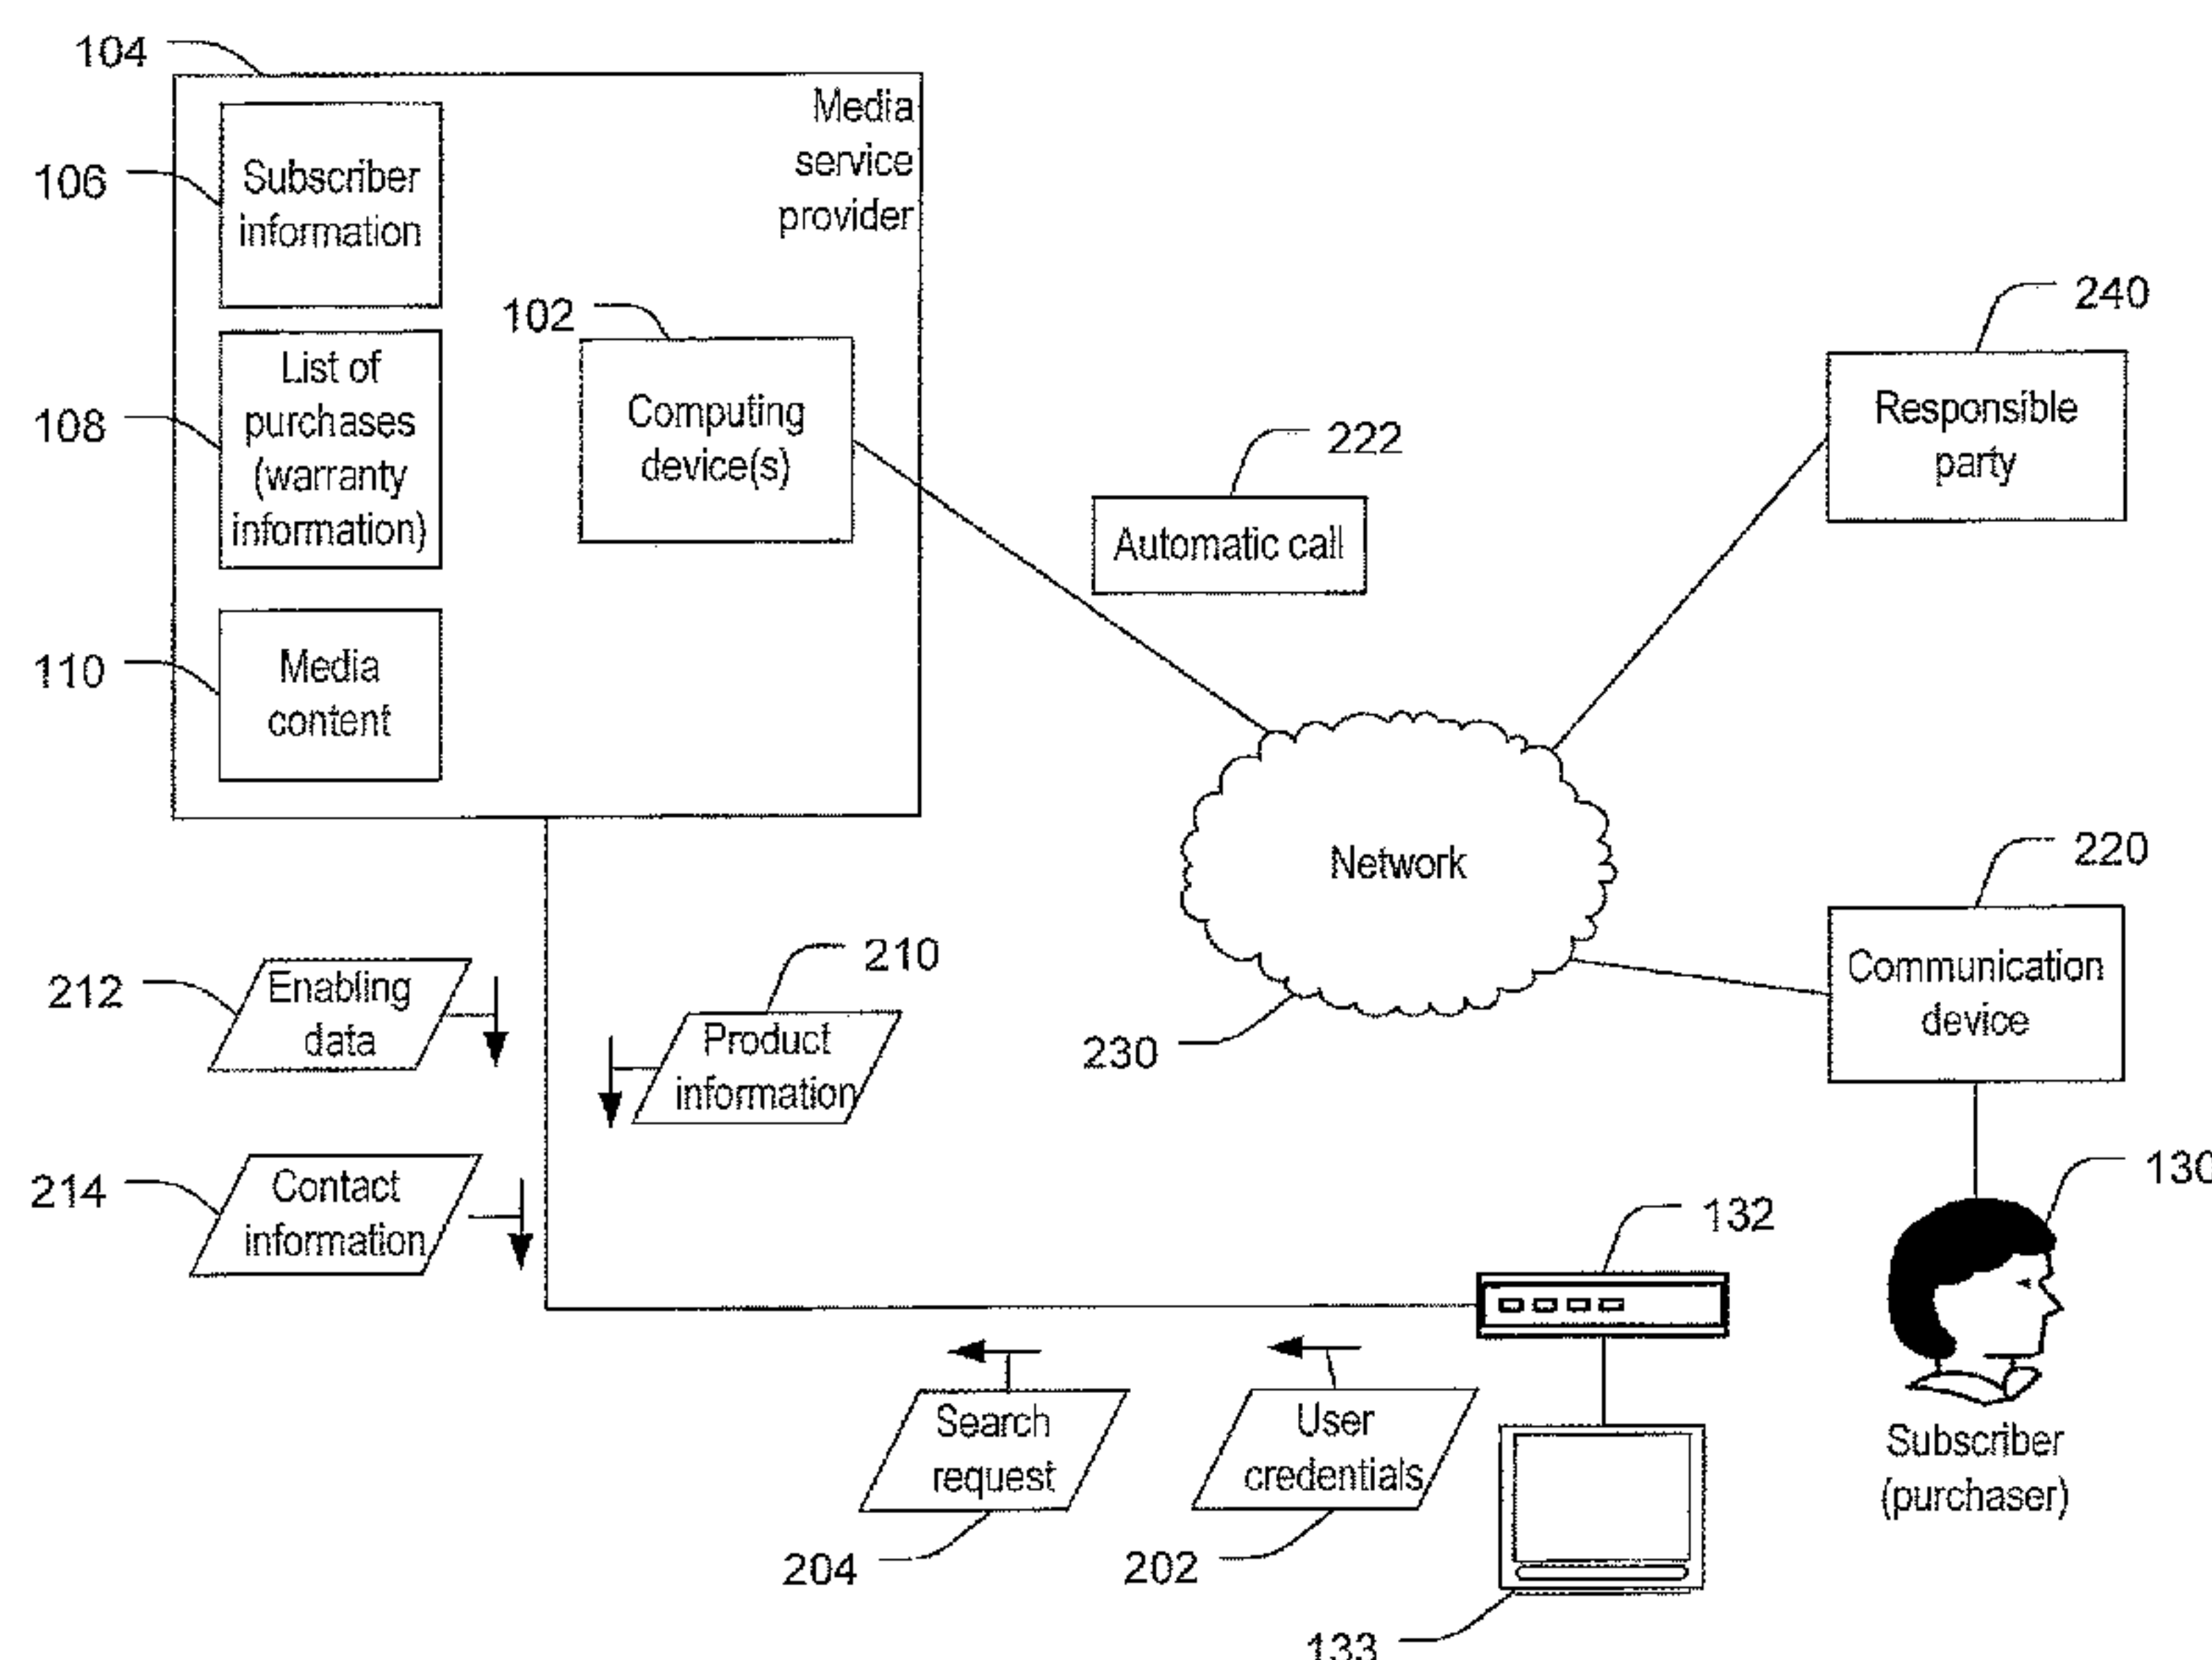 104
Media
service
provider
106
Subscriber
information
102
108
List of
purchases
(warranty
information)
Computing
device(s)
110
Media
content
222
Automatic call
240
Responsible
party
Network
230
220
Communication
device
212
Enabling
data
210
Product
information
214
Contact
information
130
Subscriber
(purchaser)
132
Search
request
204
User
credentials
202
133